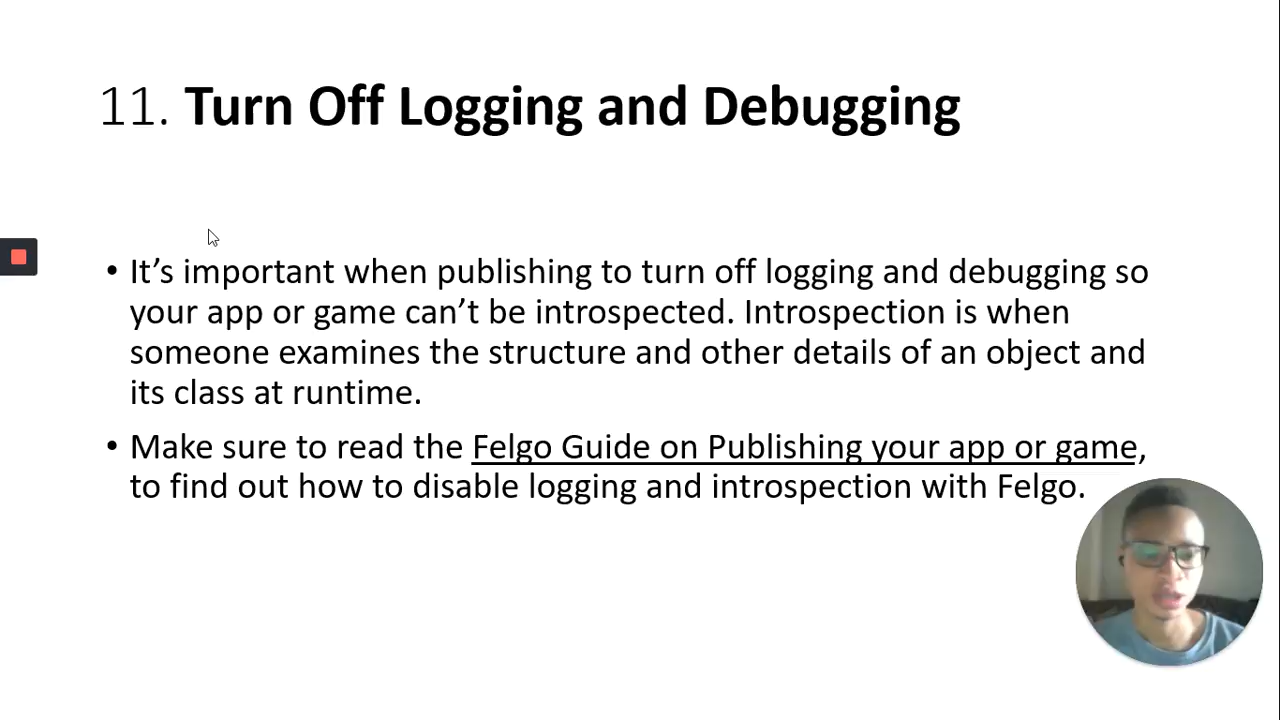 11. Turn Off Logging and Debugging
• It’s important when publishing to turn off logging and debugging so
your app or game can’t be introspected. Introspection is when
someone examines the structure and other details of an object and
its class at runtime.
• Make sure to read the Felgo Guide on Publishing your app or game,
to find out how to disable logging and introspection with Felgo.